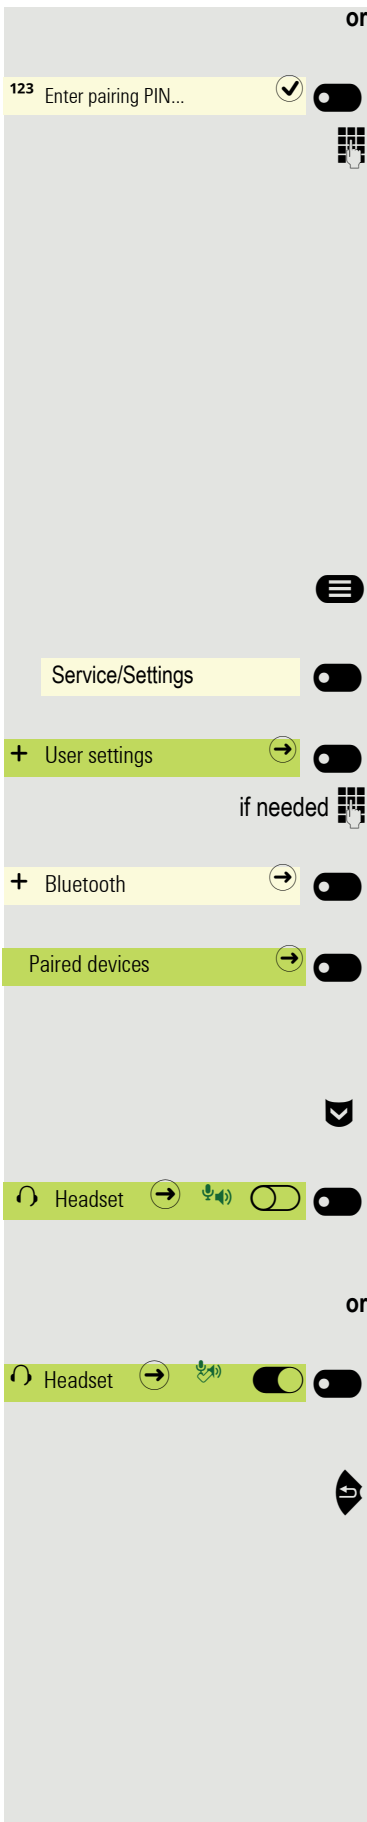 or
123 Enter pairing PIN...
Service/Settings
+ User settings
if needed
+ Bluetooth
Paired devices
Headset
or
Headset